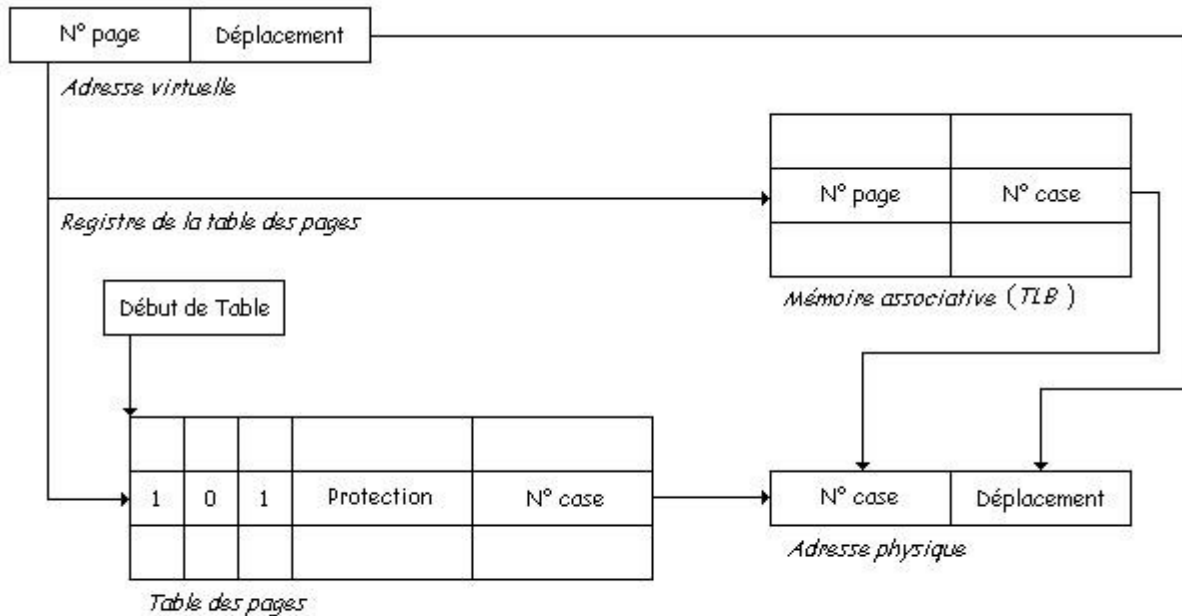 N° page Déplacement
Adresse virtuelle
N° page N° case
Registre de la table des pages
Mémoire associative (TLB)
Début de Table
1 0 1 Protection N° case
N° case Déplacement
Adresse physique
Table des pages